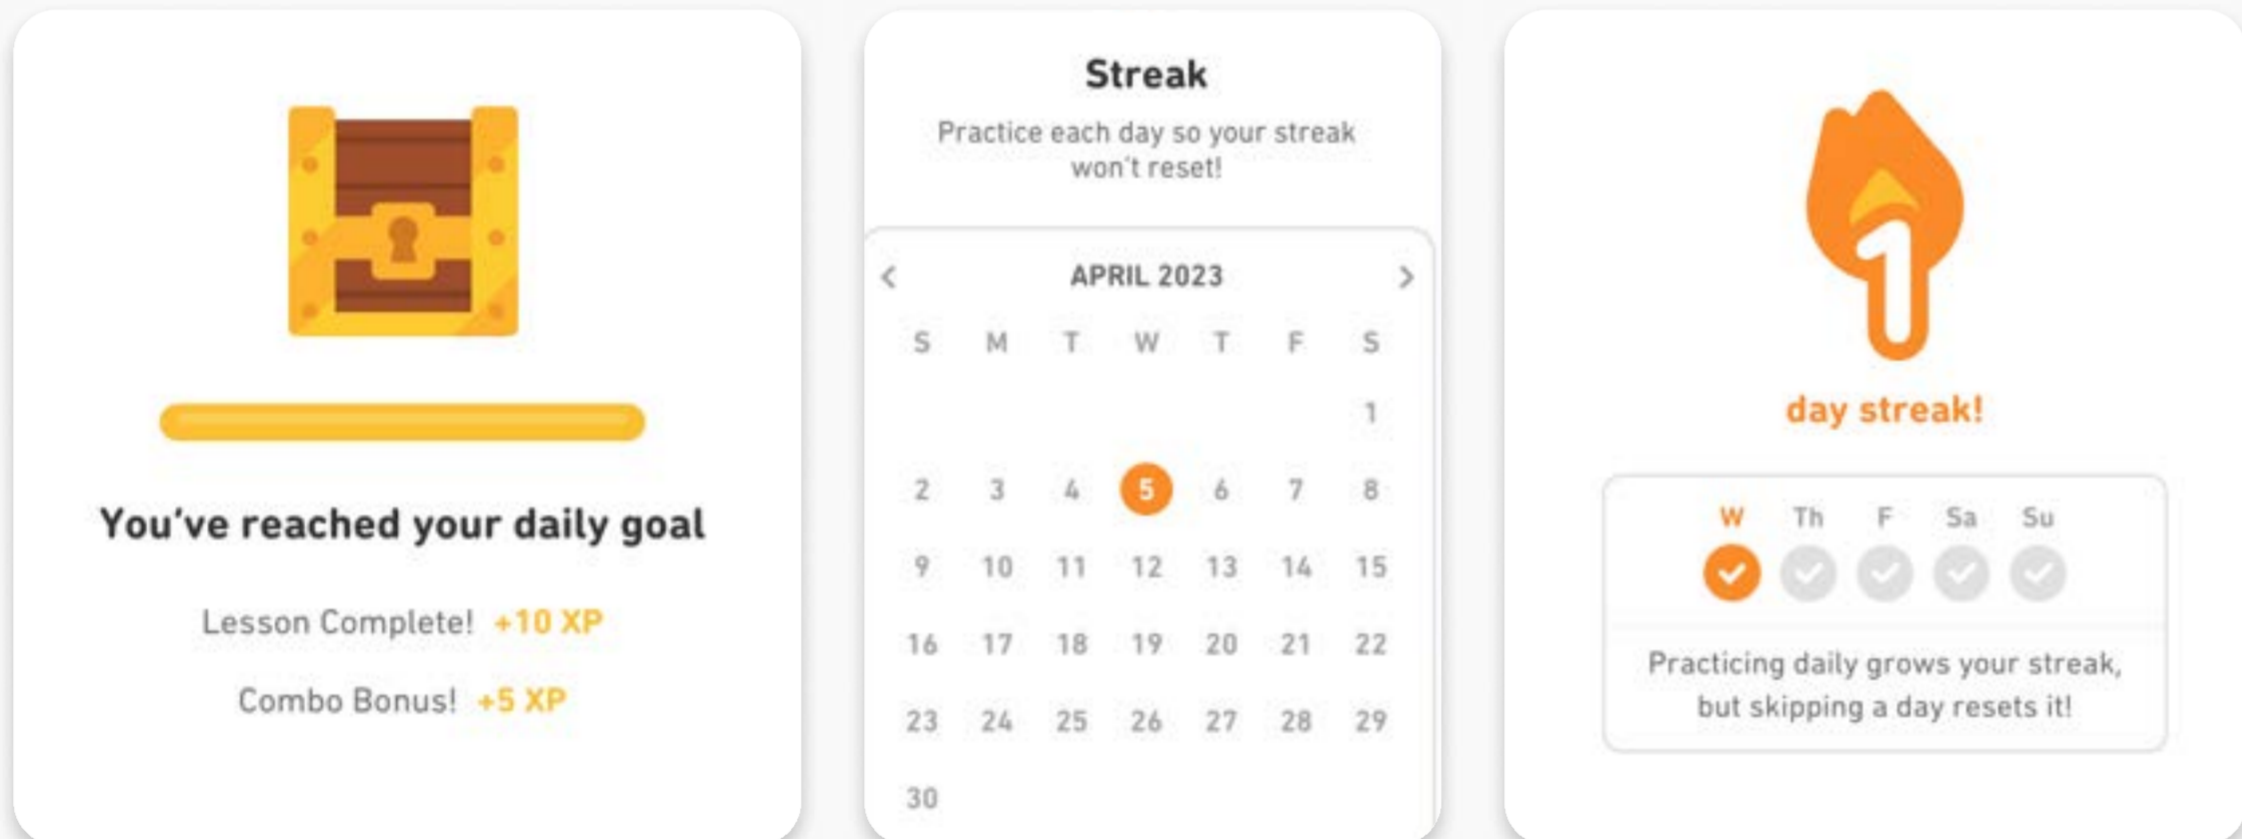 You've reached your daily goal
Lesson Complete! +10 XP
Combo Bonus! +5 XP
Streak
Practice each day so your streak
won't reset!
APRIL 2023
S M T W T F S
1
2 3 4 5 6 7 8
9 10 11 12 13 14 15
16 17 18 19 20 21 22
23 24 25 26 27 28 29
30
1
day streak!
W Th F Sa Su
Practicing daily grows your streak,
but skipping a day resets it!